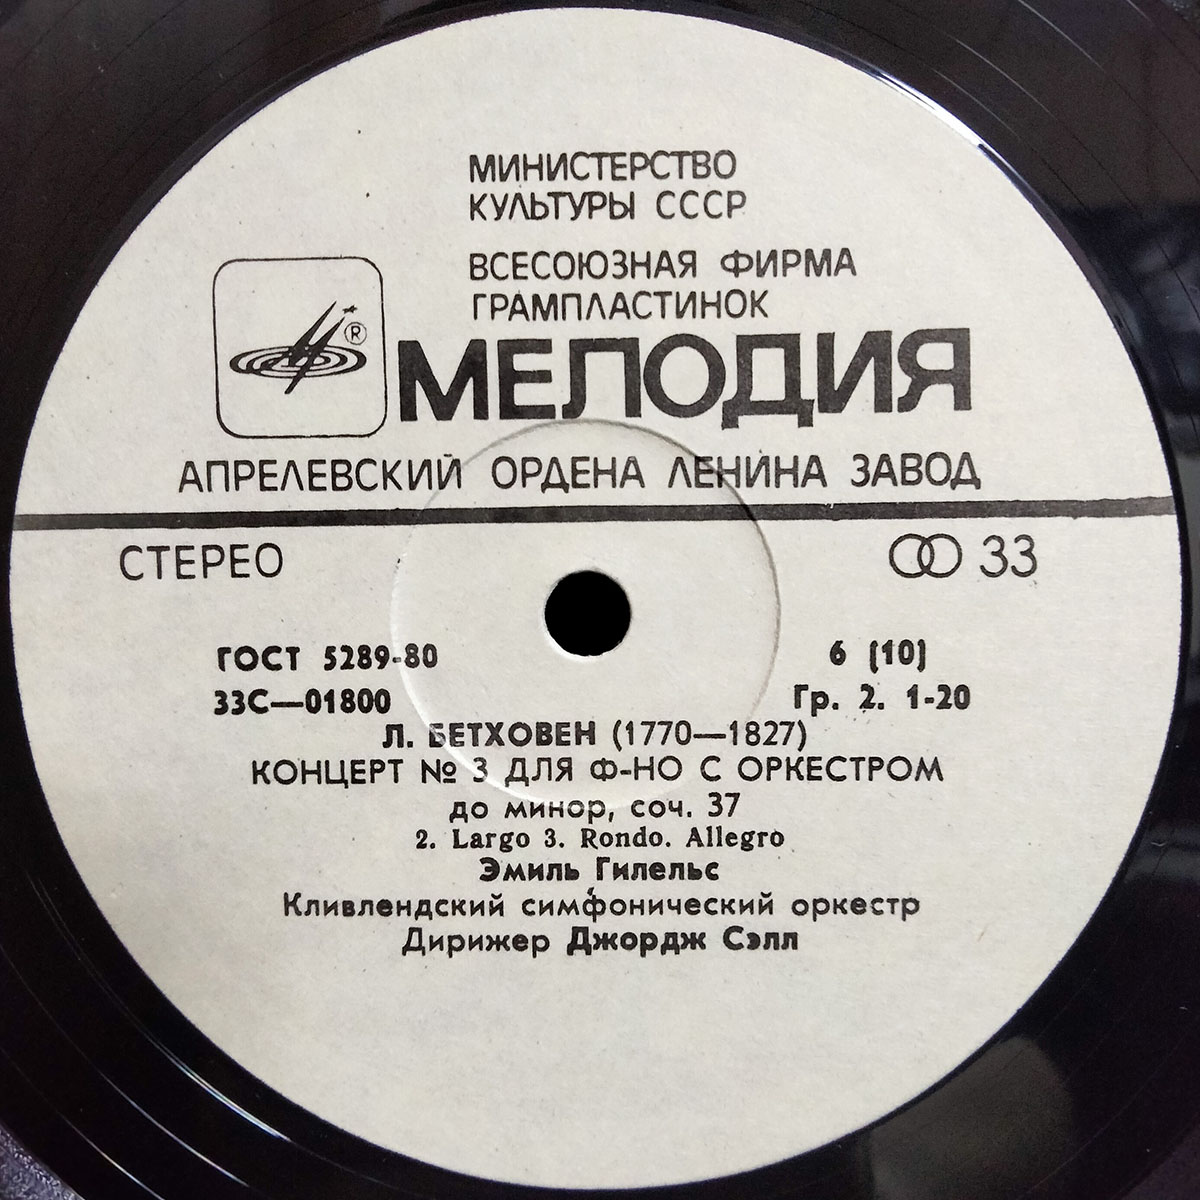 МИНИСТЕРСТВО
КУЛЬТУРЫ СССР
ВСЕСОЮЗНАЯ ФИРМА
ГРАМПЛАСТИНОК
®
МЕЛОДИЯ
АПРЕЛЕВСКИЙ ОРДЕНА ЛЕНИНА ЗАВОД
СТЕРЕО 33
ГОСТ 5289-80 6 (10)
33С—01800 Гр. 2. 1-20
Л. БЕТХОВЕН (1770—1827)
КОНЦЕРТ № 3 ДЛЯ Ф-НО С ОРКЕСТРОМ
до минор, соч. 37
2. Largo 3. Rondo. Allegro
Эмиль Гилельс
Кливлендский симфонический оркестр
Дирижер Джордж Сэлл